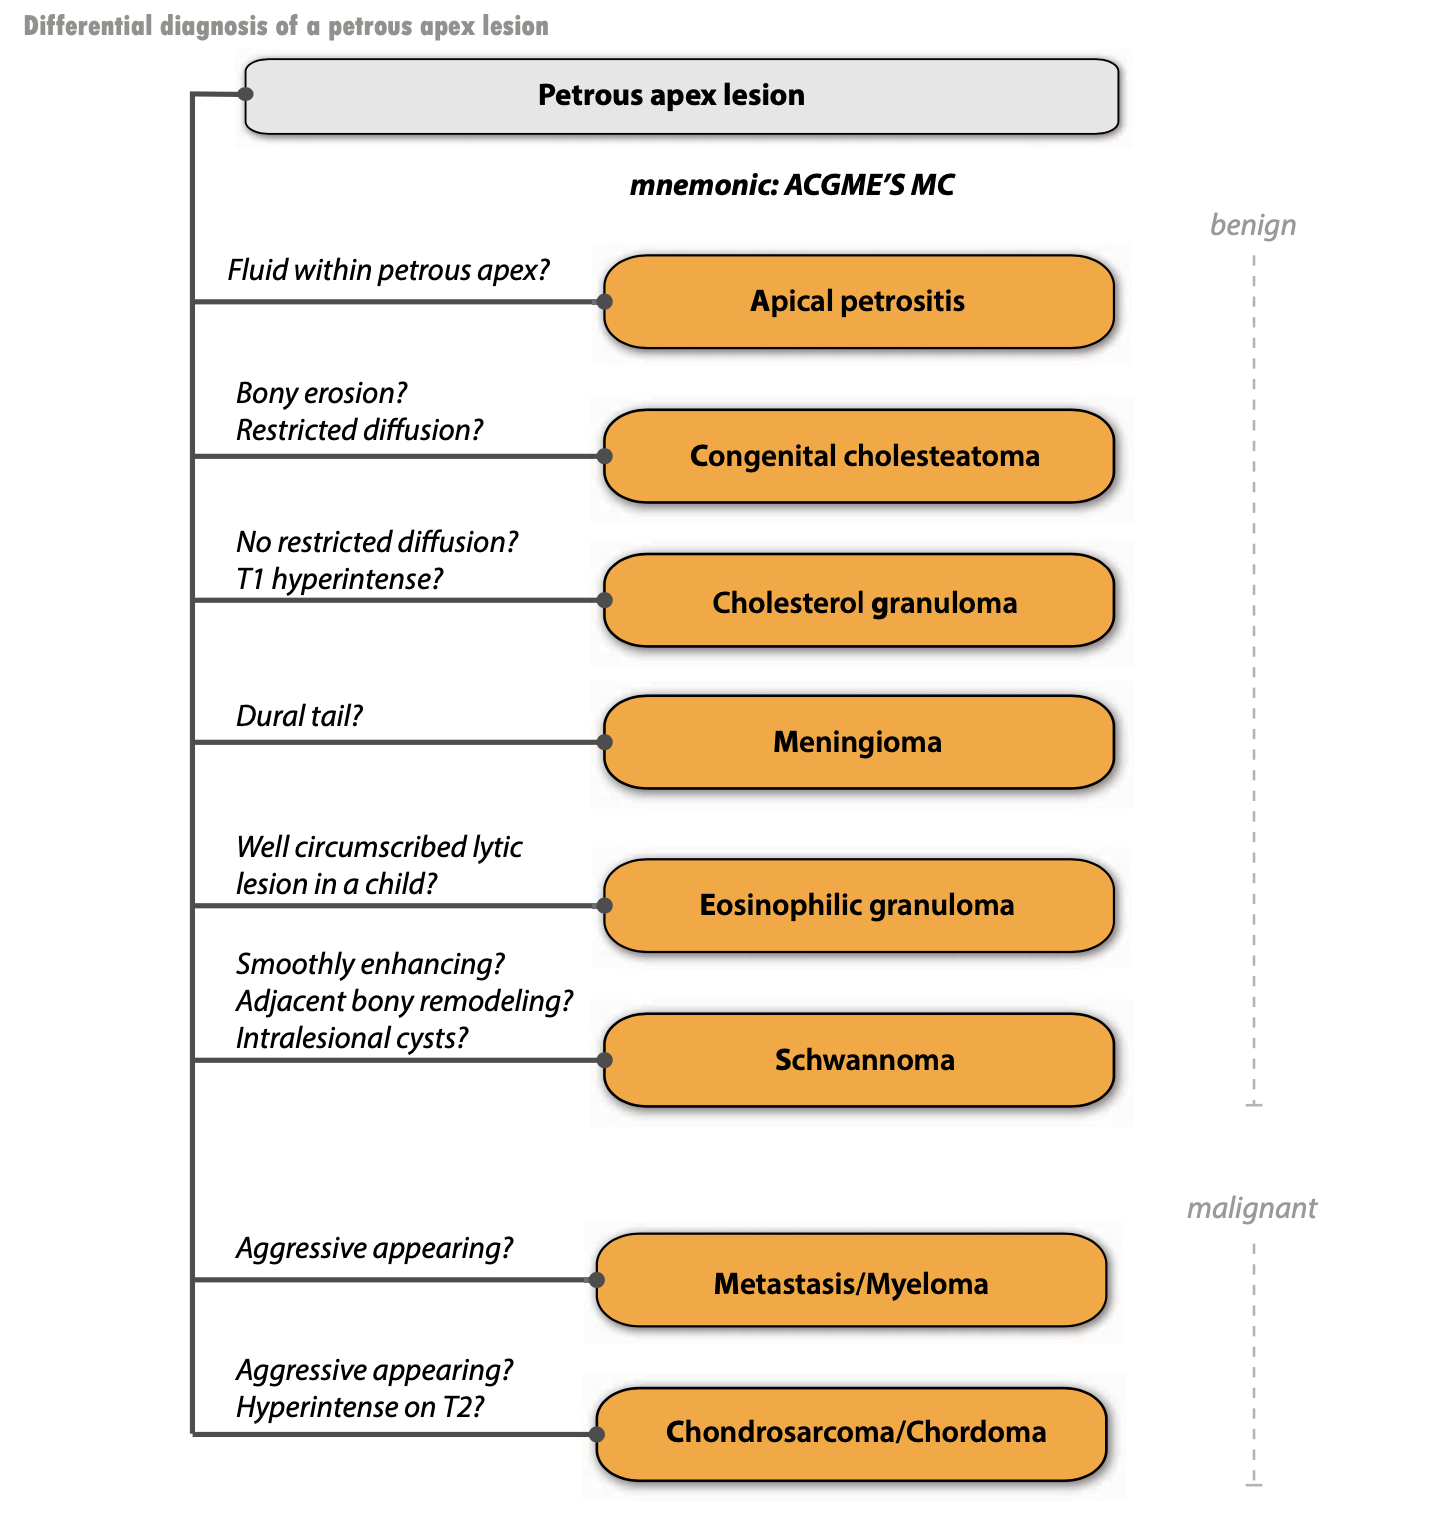 Differential diagnosis of a petrous apex lesion
Petrous apex lesion
mnemonic: ACGME’S MC
benign
Fluid within petrous apex?
Apical petrositis
Bony erosion?
Restricted diffusion?
Congenital cholesteatoma
No restricted diffusion?
T1 hyperintense?
Cholesterol granuloma
Dural tail?
Meningioma
Well circumscribed lytic
lesion in a child?
Eosinophilic granuloma
Smoothly enhancing?
Adjacent bony remodeling?
Intralesional cysts?
Schwannoma
malignant
Aggressive appearing?
Metastasis/Myeloma
Aggressive appearing?
Hyperintense on T2?
Chondrosarcoma/Chordoma